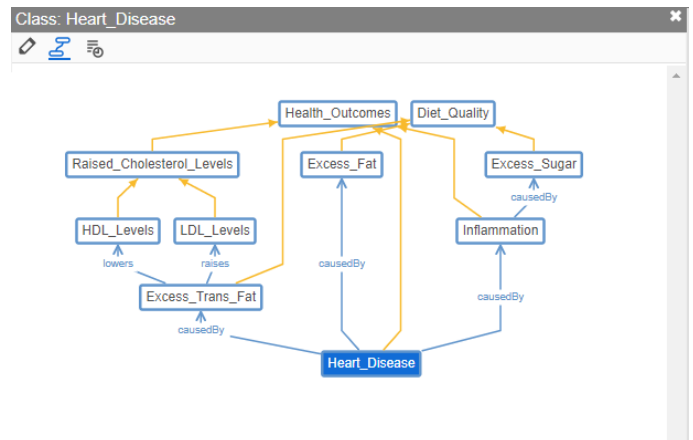 Class: Heart_Disease
Health_Outcomes
Diet_Quality
Raised_Cholesterol_Levels
Excess_Fat
Excess_Sugar
causedBy
HDL_Levels
LDL_Levels
Inflammation
lowers
raises
causedBy
Excess_Trans_Fat
causedBy
causedBy
Heart_Disease